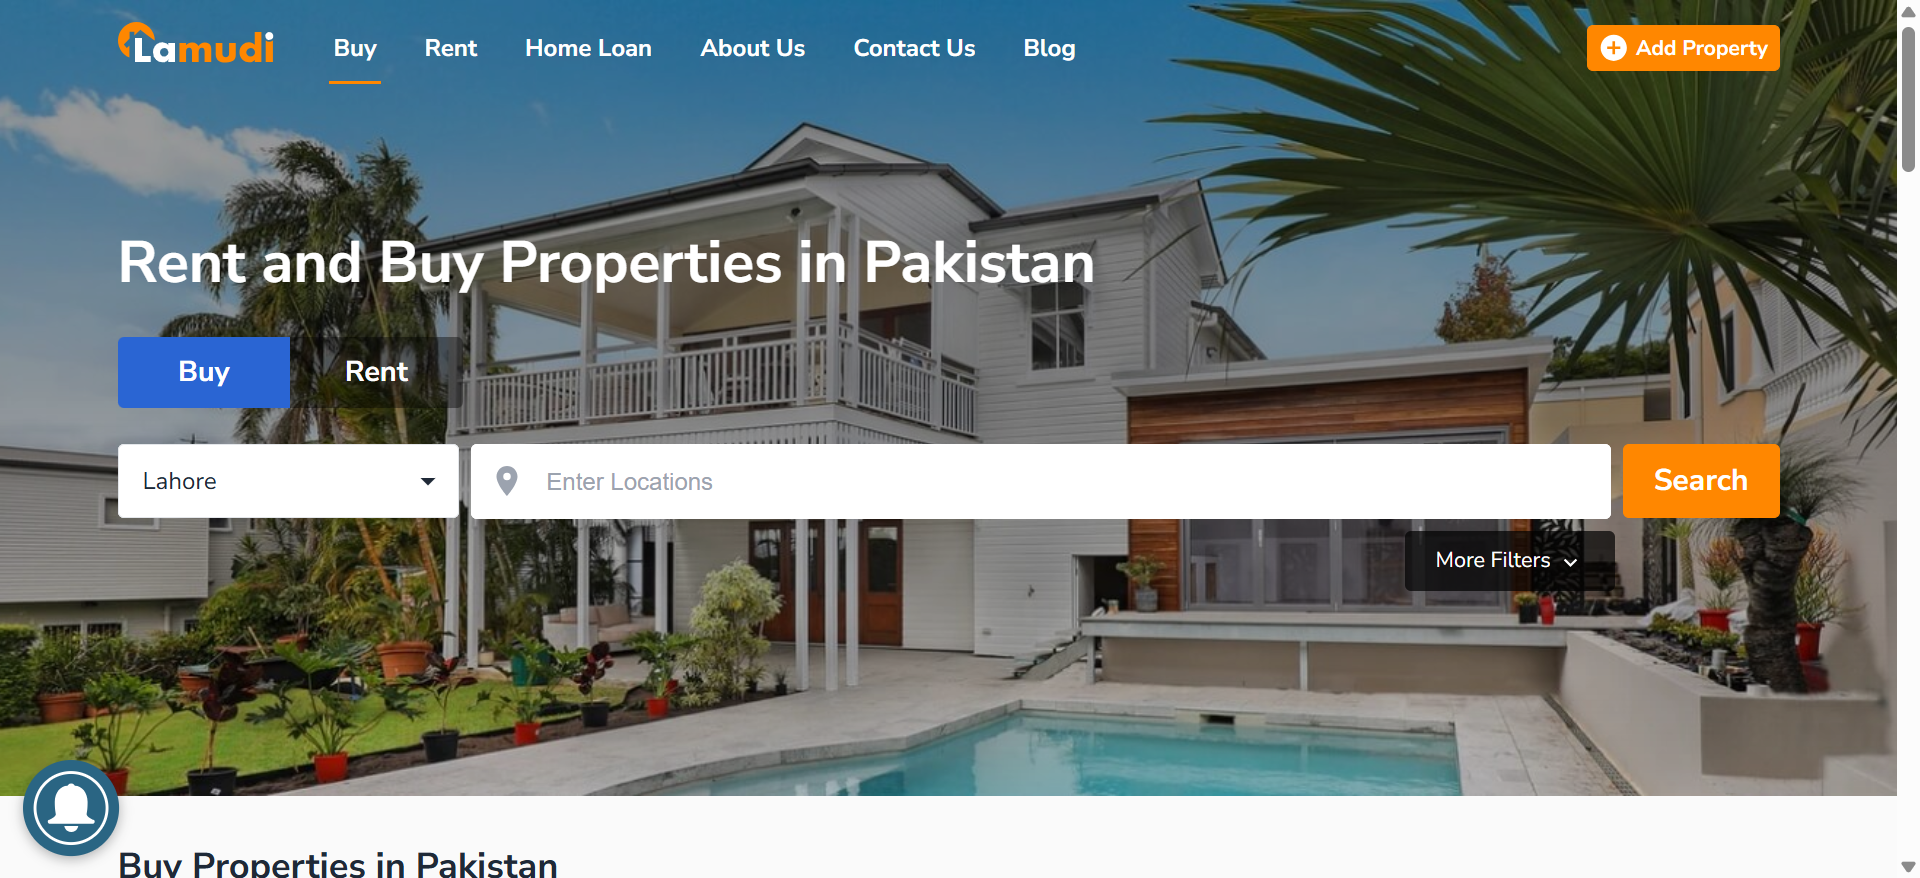 Lamudi
Buy Rent Home Loan About Us Contact Us Blog
Add Property
Rent and Buy Properties in Pakistan
Buy Rent
Lahore
Enter Locations
Search
More Filters
Buy Properties in Pakistan